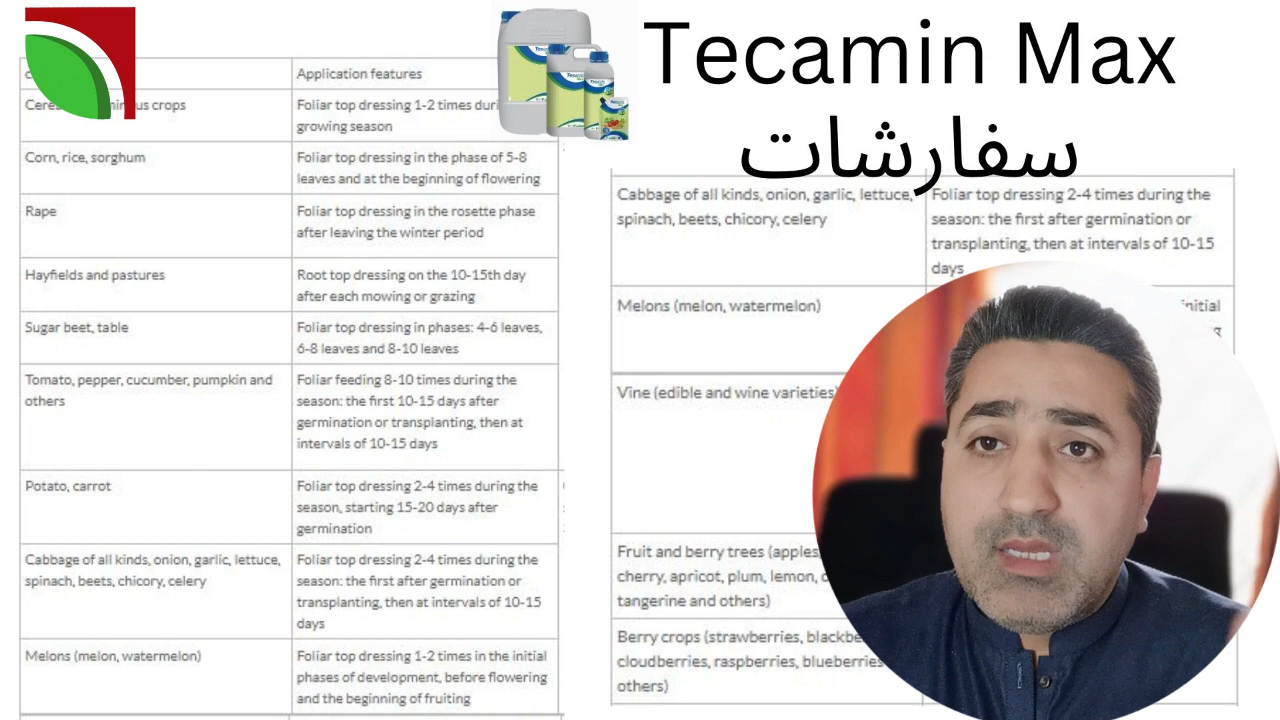 Tecamin Max
سفارشات
Application features
crops
Foliar top dressing 1-2 times
growing season
Corn, rice, sorghum
Foliar top dressing in the phase of 5-8
leaves and at the beginning of flowering
Rape
Foliar top dressing in the rosette phase
after leaving the winter period
Hayfields and pastures
Root top dressing on the 10-15th day
after each mowing or grazing
Sugar beet, table
Foliar top dressing in phases: 4-6 leaves,
6-8 leaves and 8-10 leaves
Tomato, pepper, cucumber, pumpkin and
others
Foliar feeding 8-10 times during the
season: the first 10-15 days after
germination or transplanting, then at
intervals of 10-15 days
Potato, carrot
Foliar top dressing 2-4 times during the
season, starting 15-20 days after
germination
Cabbage of all kinds, onion, garlic, lettuce,
spinach, beets, chicory, celery
Foliar top dressing 2-4 times during the
season: the first after germination or
transplanting, then at intervals of 10-15
days
Melons (melon, watermelon)
Foliar top dressing 1-2 times in the initial
phases of development, before flowering
and the beginning of fruiting
Cabbage of all kinds, onion, garlic, lettuce,
spinach, beets, chicory, celery
Foliar top dressing 2-4 times during the
season: the first after germination or
transplanting, then at intervals of 10-15
days
Melons (melon, watermelon)
initial
Vine (edible and wine varieties)
Fruit and berry trees (apples,
cherry, apricot, plum, lemon,
tangerine and others)
Berry crops (strawberries,
cloudberries, raspberries, blueberries
others)